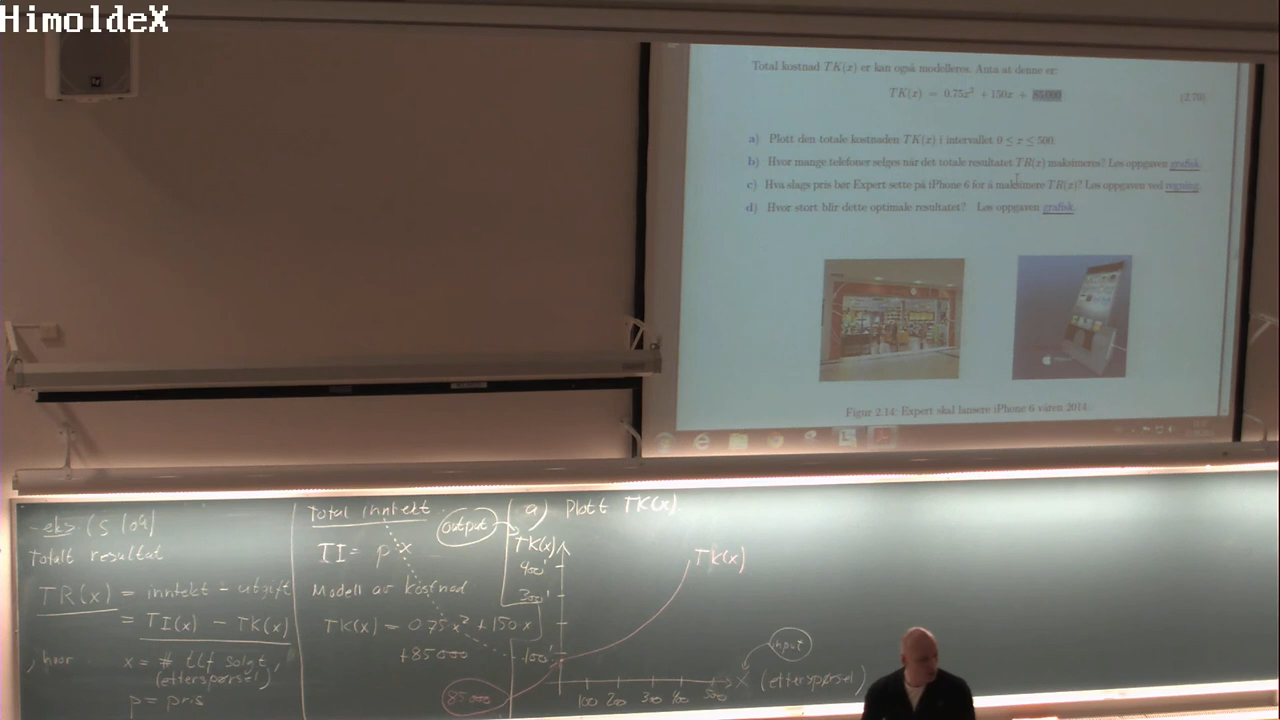 HimoldeX
Total kostnad TK(x) er kan også modelleres. Anta at denne er:
TK(x) = 0.75x² + 150x + 85000
(2.70)
a) Plott den totale kostnaden TK(x) i intervallet 0 ≤ x ≤ 500.
b) Hvor mange telefoner selges når det totale resultatet TR(x) maksimeres? Løs oppgaven grafisk.
c) Hva slags pris bør Expert sette på iPhone 6 for å maksimere TR(x)? Løs oppgaven ved regning.
d) Hvor stort blir dette optimale resultatet? Løs oppgaven grafisk.
Figur 2.14: Expert skal lansere iPhone 6 våren 2014.
eks. (s 104)
Totalt resultat
TR(x) = inntekt - utgift
= TI(x) - TK(x)
, hvor x = # tlf solgt,
(etterspørsel)
p = pris
Total inntekt
TI = p · x
Modell av kostnad
TK(x) = 0.75x² + 150x
+ 85000
a) Plott TK(x)
output
TK(x)
400'
300'
100'
85000
TK(x)
100 200 300 400 500
x (etterspørsel)
input